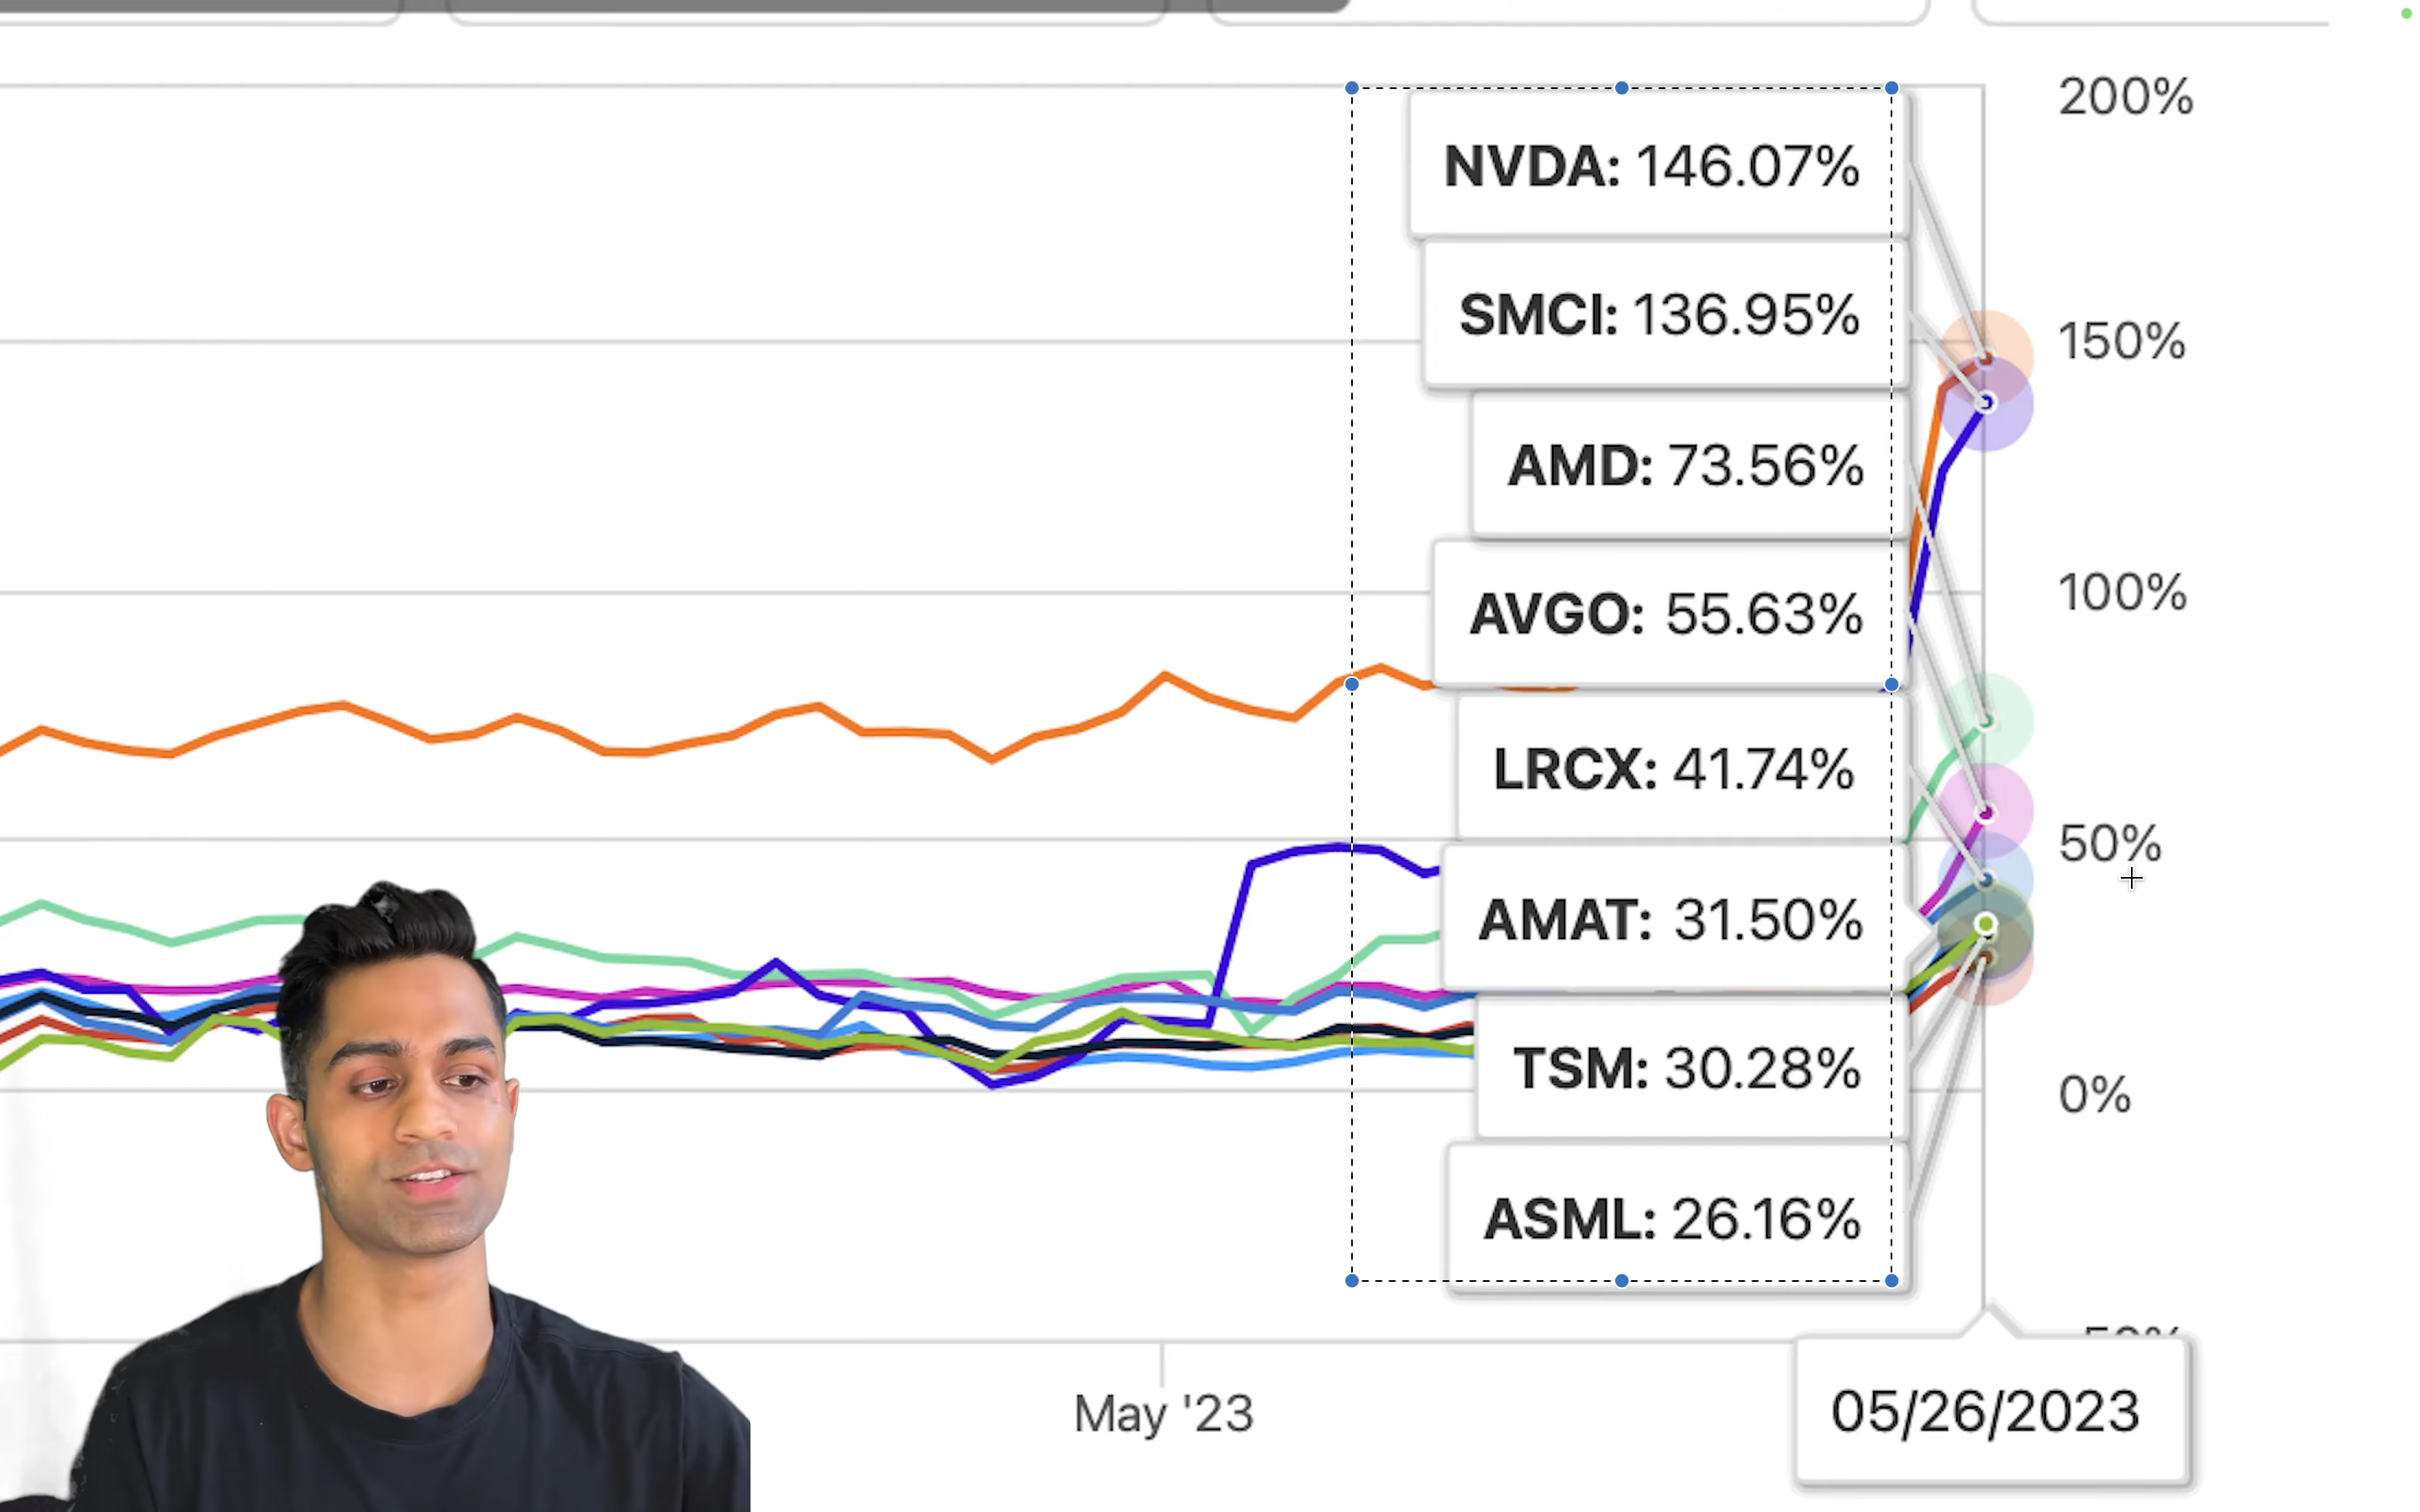 200%
NVDA: 146.07%
SMCI: 136.95%
150%
AMD: 73.56%
100%
AVGO: 55.63%
LRCX: 41.74%
50%
AMAT: 31.50%
TSM: 30.28%
0%
ASML: 26.16%
May '23
05/26/2023